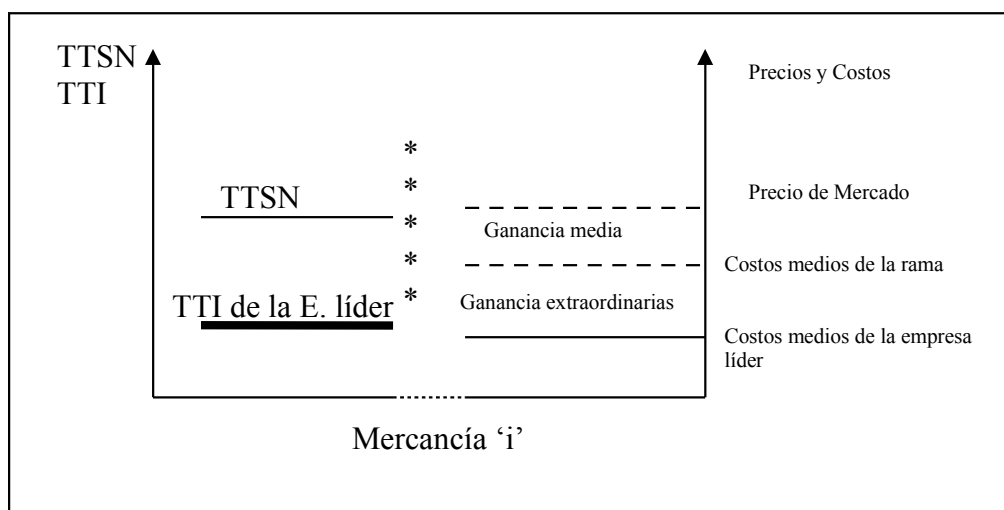 TTSN
TTI
Precios y Costos
*
*
*
*
*
TTSN
Precio de Mercado
Ganancia media
Costos medios de la rama
TTI de la E. líder
Ganancia extraordinarias
Costos medios de la empresa
líder
Mercancía ‘i’